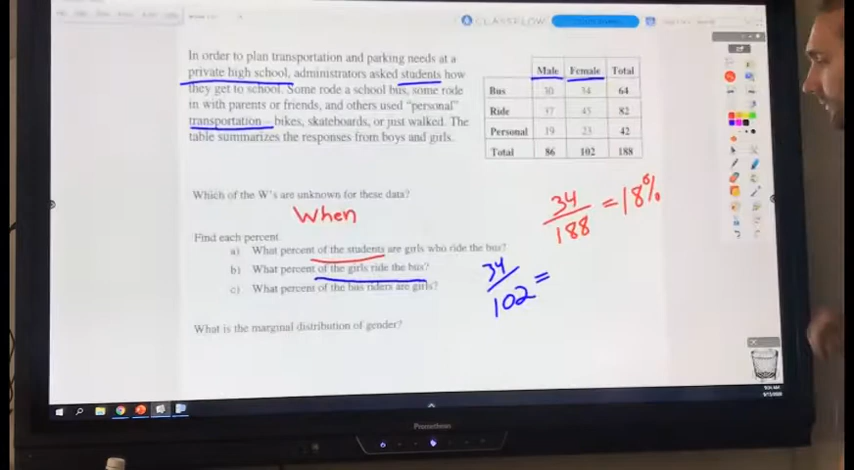 CLASSFLOW
In order to plan transportation and parking needs at a
private high school, administrators asked students how
they get to school. Some rode a school bus, some rode
in with parents or friends, and others used "personal"
transportation – bikes, skateboards, or just walked. The
table summarizes the responses from boys and girls.
Male Female Total
Bus 30 34 64
Ride 37 45 82
Personal 19 23 42
Total 86 102 188
Which of the W's are unknown for these data?
When
34/188 = 18%
Find each percent
a) What percent of the students are girls who ride the bus?
b) What percent of the girls ride the bus?
c) What percent of the bus riders are girls?
34/102 =
What is the marginal distribution of gender?
Promethean